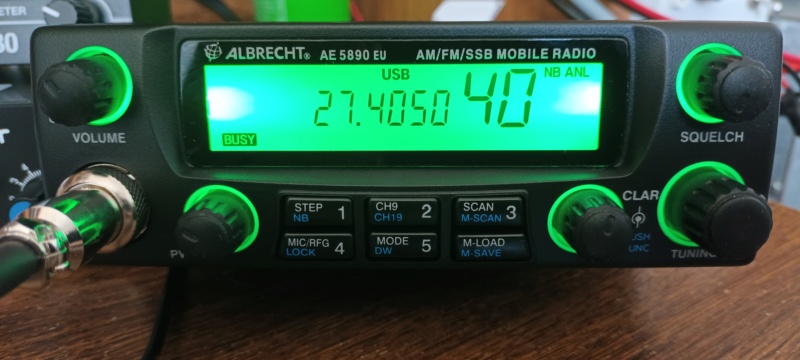 METER
ALBRECHT® AE 5890 EU AM/FM/SSB MOBILE RADIO
USB NB ANL
27.4050 40
BUSY
VOLUME
SQUELCH
STEP 1
NB
CH9 2
CH19
SCAN 3
M-SCAN
CLAR
MIC/RFG 4
LOCK
MODE 5
DW
M-LOAD
M-SAVE
TUNING